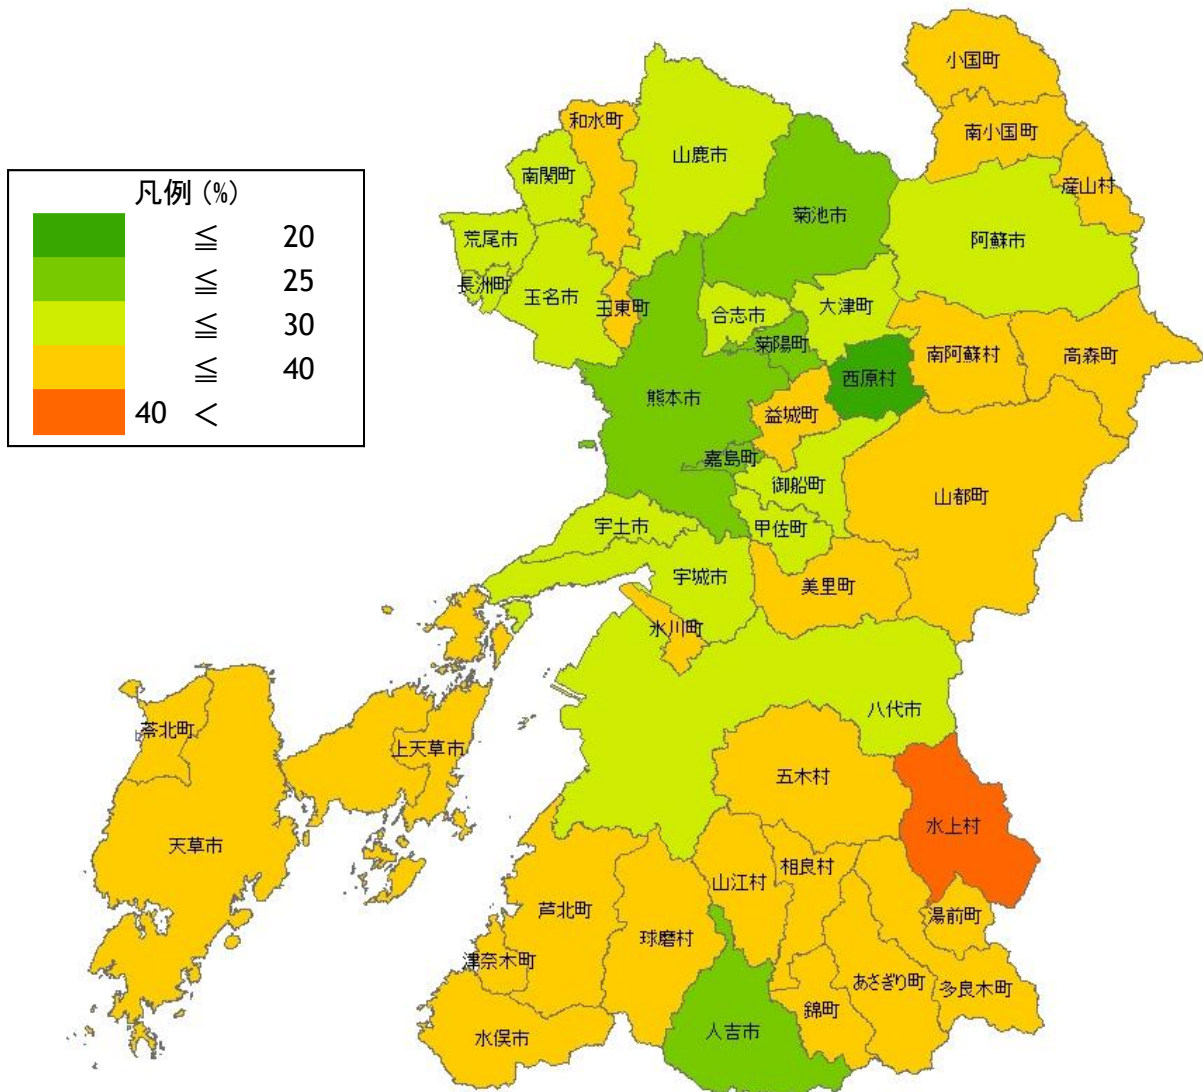 凡例 (%)
≦ 20
≦ 25
≦ 30
≦ 40
40 <
小国町
南小国町
産山村
和水町
山鹿市
南関町
菊池市
阿蘇市
荒尾市
長洲町
玉名市
玉東町
合志市
大津町
菊陽町
南阿蘇村
高森町
西原村
熊本市
益城町
嘉島町
御船町
山都町
宇土市
甲佐町
宇城市
美里町
氷川町
八代市
苓北町
上天草市
五木村
天草市
水上村
山江村
相良村
芦北町
湯前町
球磨村
津奈木町
あさぎり町
多良木町
錦町
水俣市
人吉市